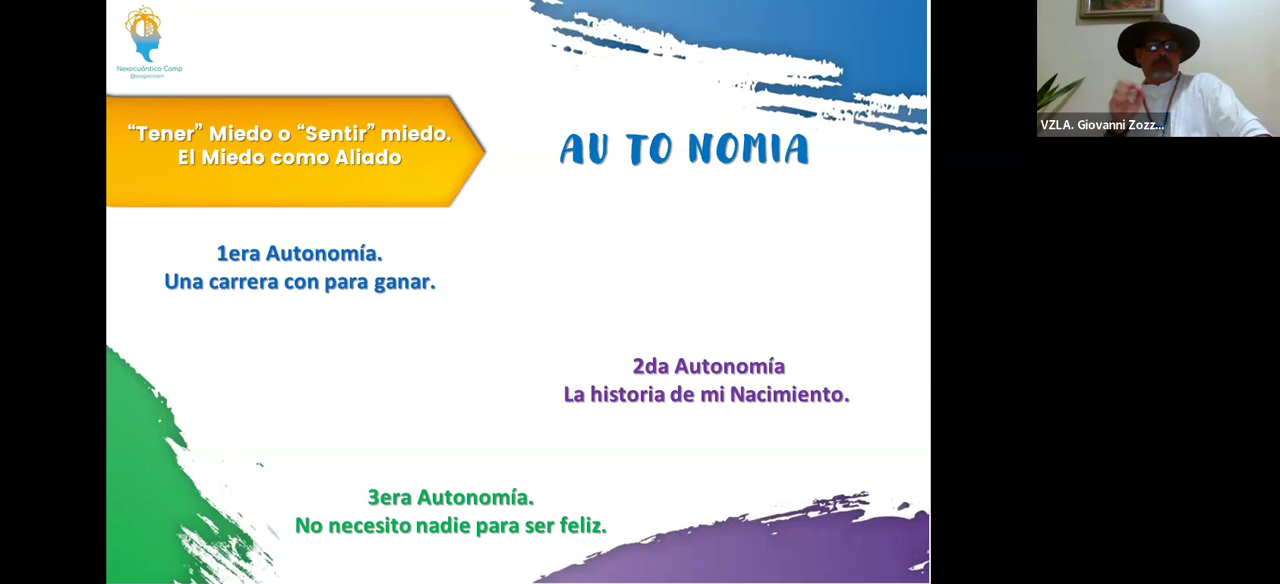 Nexocuántico Camp
“Tener” Miedo o “Sentir” miedo.
El Miedo como Aliado
AU TO NOMIA
1era Autonomía.
Una carrera con para ganar.
2da Autonomía
La historia de mi Nacimiento.
3era Autonomía.
No necesito nadie para ser feliz.
VZLA. Giovanni Zozz...